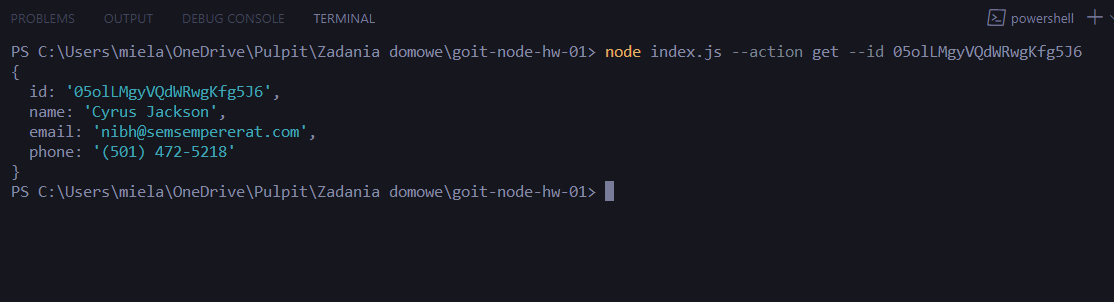 PROBLEMS OUTPUT DEBUG CONSOLE TERMINAL powershell
PS C:\Users\miela\OneDrive\Pulpit\Zadania domowe\goit-node-hw-01> node index.js --action get --id 05olLMgyVQdWRwgKfg5J6
{
  id: '05olLMgyVQdWRwgKfg5J6',
  name: 'Cyrus Jackson',
  email: 'nibh@semsempererat.com',
  phone: '(501) 472-5218'
}
PS C:\Users\miela\OneDrive\Pulpit\Zadania domowe\goit-node-hw-01>